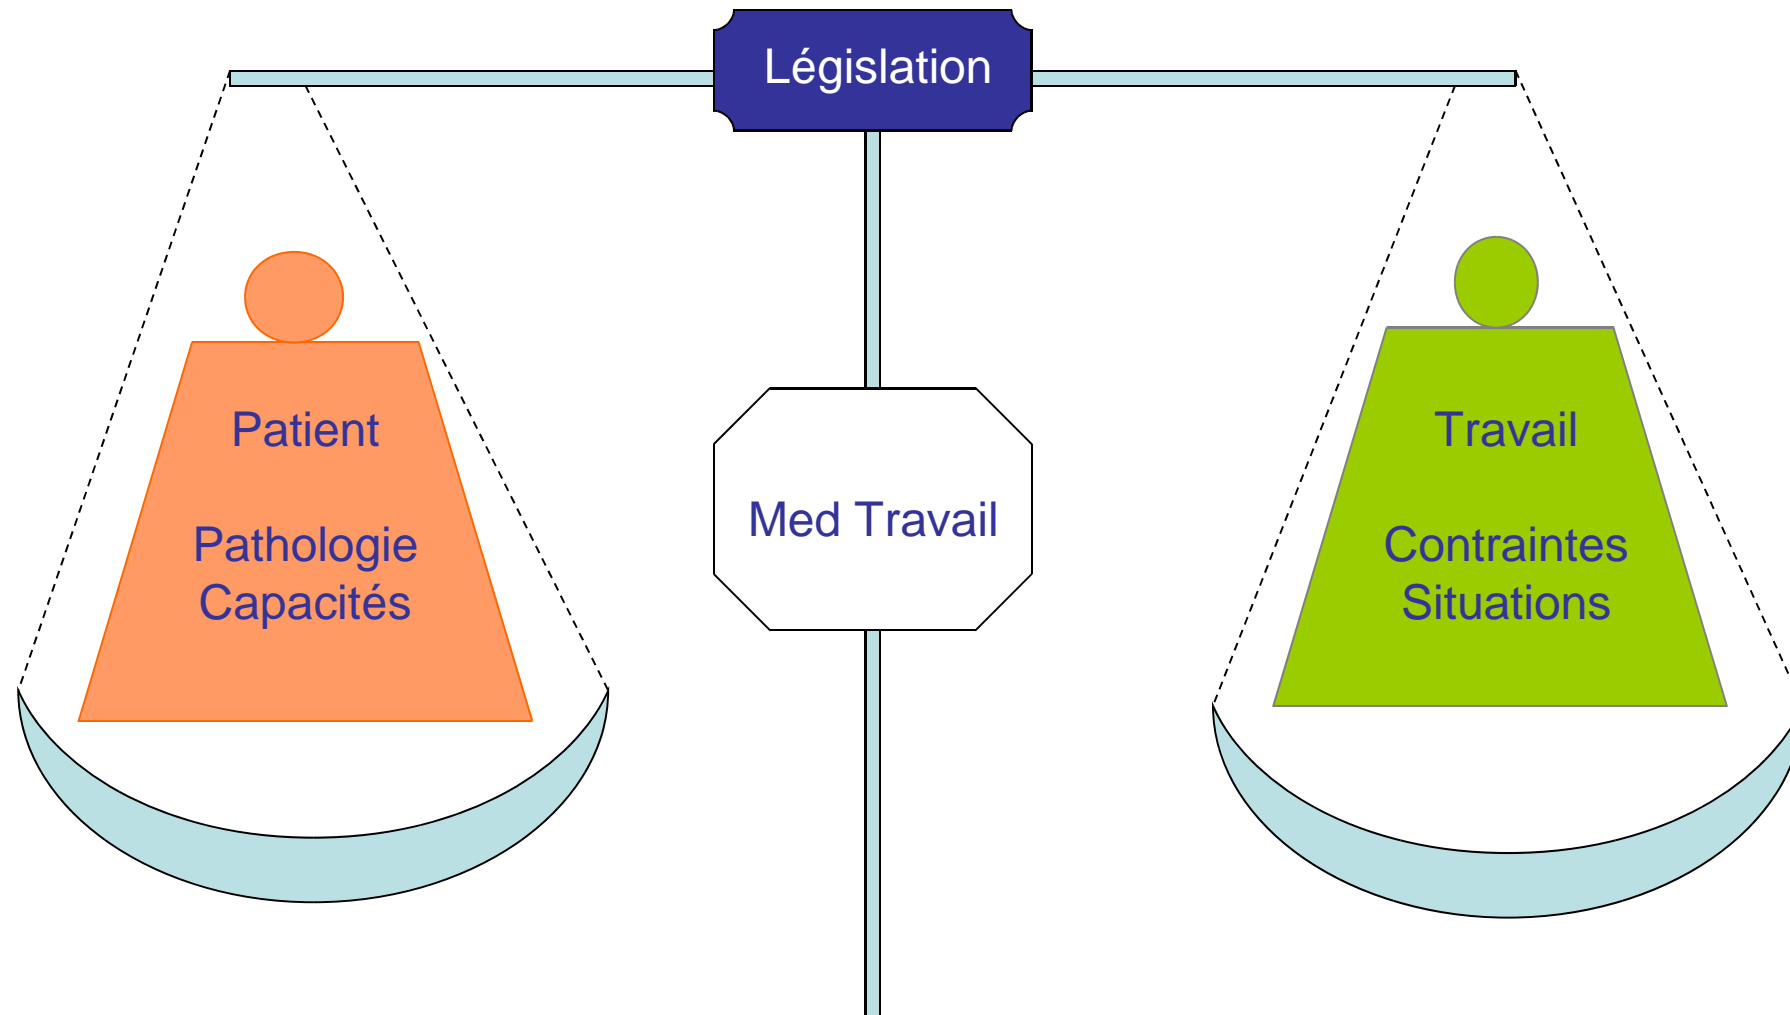 Législation
Patient
Pathologie
Capacités
Med Travail
Travail
Contraintes
Situations